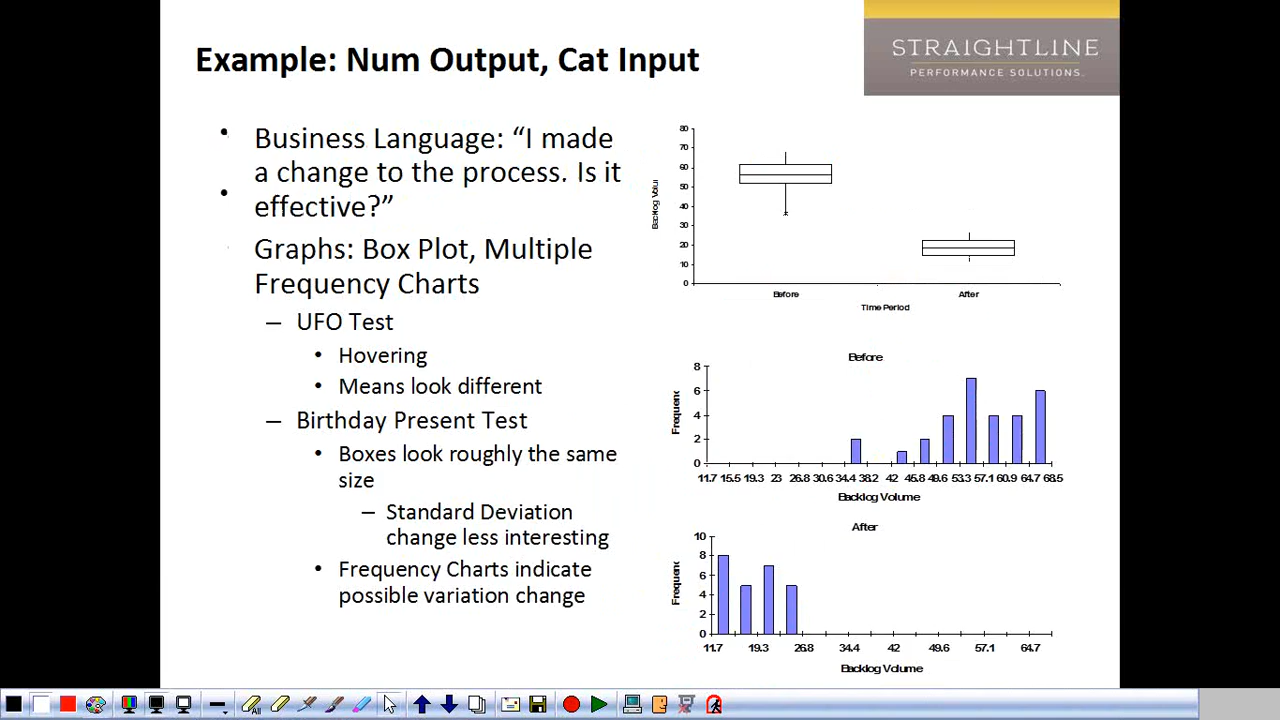 Example: Num Output, Cat Input
STRAIGHTLINE
PERFORMANCE SOLUTIONS.
• Business Language: “I made
a change to the process. Is it
• effective?”
Graphs: Box Plot, Multiple
Frequency Charts
– UFO Test
• Hovering
• Means look different
– Birthday Present Test
• Boxes look roughly the same
size
– Standard Deviation
change less interesting
• Frequency Charts indicate
possible variation change
80
70
60
50
40
30
20
10
0
Backlog
Before After
Time Period
Before
8
6
4
2
0
11.7 15.5 19.3 23 26.8 30.6 34.4 38.2 42 45.8 49.6 53.3 57.1 60.9 64.7 68.5
Backlog Volume
After
10
8
6
4
2
0
11.7 19.3 26.8 34.4 42 49.6 57.1 64.7
Backlog Volume
All